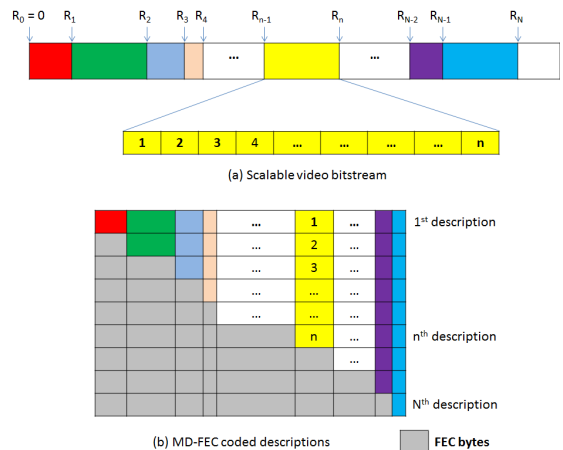 R0 = 0 R1 R2 R3 R4 Rn-1 Rn RN-2 RN-1 RN
... ...
1 2 3 4 ... ... ... ... ... n
(a) Scalable video bitstream
... 1 ... 1st description
... 2 ...
... 3 ...
... ... ...
... ... ...
n ... nth description
...
Nth description
(b) MD-FEC coded descriptions FEC bytes